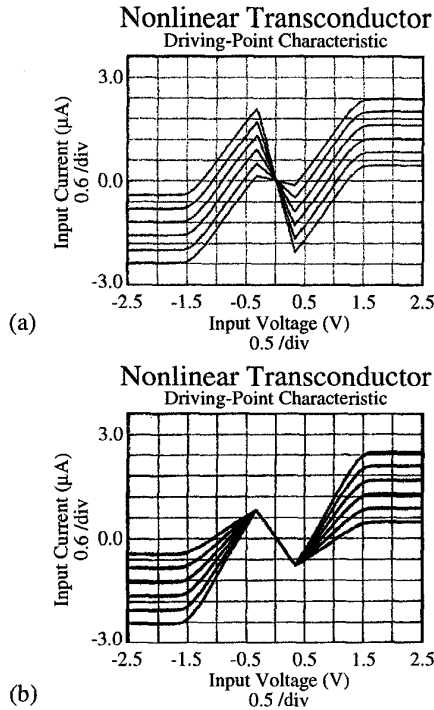 Nonlinear Transconductor
Driving-Point Characteristic
3.0
0.0
-3.0
Input Current (µA)
0.6 /div
-2.5 -1.5 -0.5 0.5 1.5 2.5
Input Voltage (V)
0.5 /div
(a)
Nonlinear Transconductor
Driving-Point Characteristic
3.0
0.0
-3.0
Input Current (µA)
0.6 /div
-2.5 -1.5 -0.5 0.5 1.5 2.5
Input Voltage (V)
0.5 /div
(b)